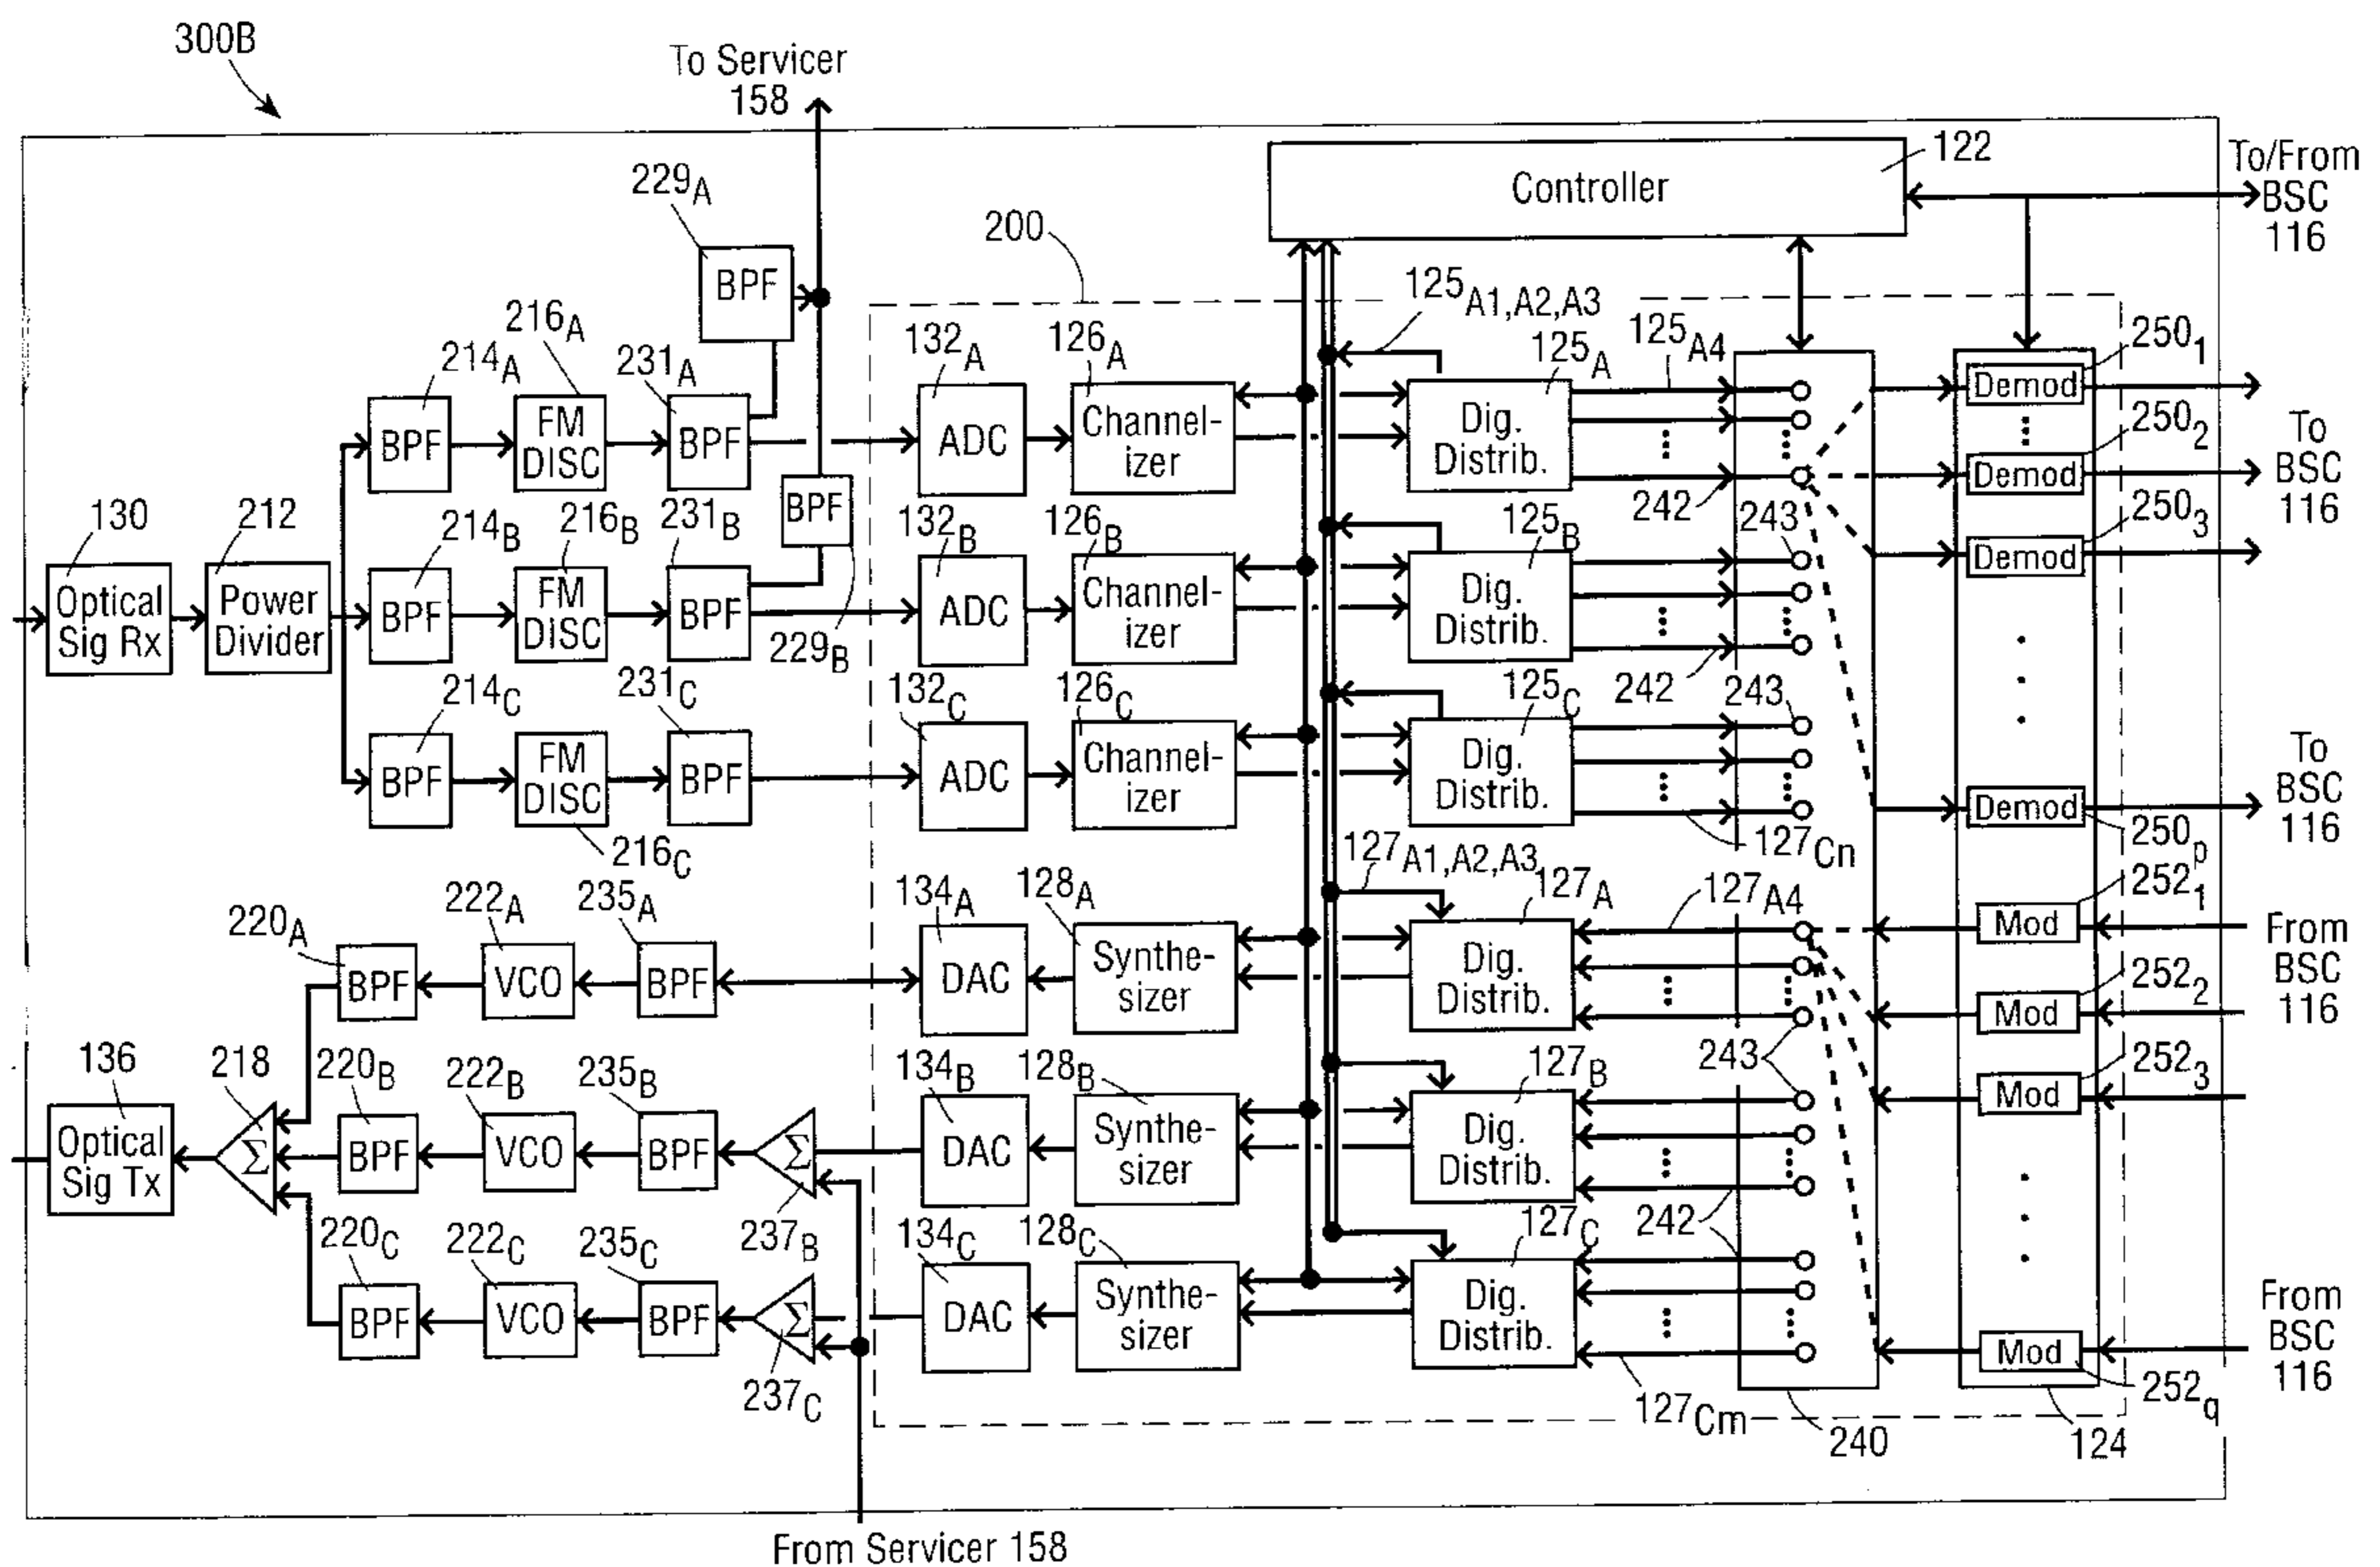 300B
To Servicer
158
122
Controller
To/From
BSC
116
229A
BPF
200
216A
214A
231A
132A
126A
125A1,A2,A3
125A
125A4
2501
BPF
FM
DISC
BPF
ADC
Channel-
izer
Dig.
Distrib.
Demod
2502
To
BSC
116
Demod
242
130
212
214B
216B
231B
BPF
132B
126B
125B
243
2503
Demod
Optical
Sig Rx
Power
Divider
BPF
FM
DISC
BPF
229B
ADC
Channel-
izer
Dig.
Distrib.
214C
231C
132C
126C
125C
242
243
BPF
FM
DISC
BPF
ADC
Channel-
izer
Dig.
Distrib.
Demod
To
BSC
116
216C
127Cn
250p
127A1,A2,A3
220A
222A
235A
134A
128A
127A
127A4
2521
BPF
VCO
BPF
DAC
Synthe-
sizer
Dig.
Distrib.
Mod
From
BSC
116
2522
Mod
136
218
220B
222B
235B
134B
128B
127B
243
2523
Mod
Optical
Sig Tx
Σ
BPF
VCO
BPF
Σ
DAC
Synthe-
sizer
Dig.
Distrib.
237B
242
220C
222C
235C
134C
128C
127C
BPF
VCO
BPF
Σ
DAC
Synthe-
sizer
Dig.
Distrib.
Mod
From
BSC
116
237C
127Cm
240
124
252q
From Servicer 158